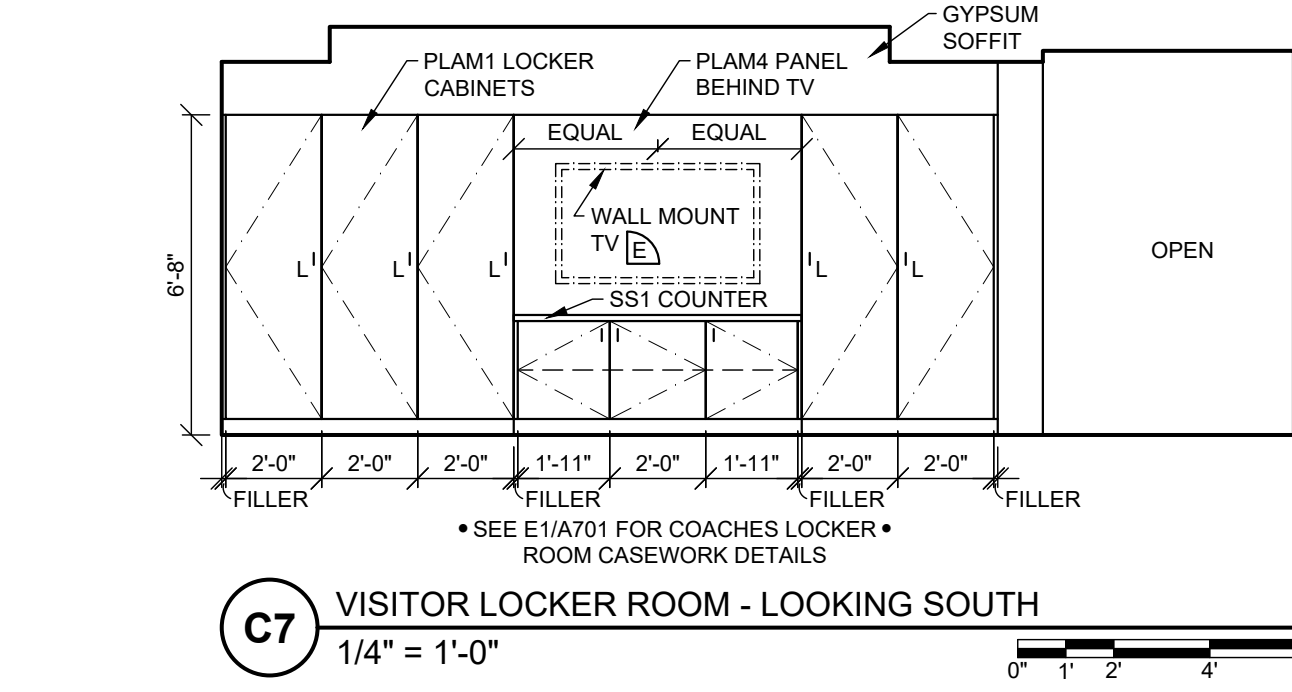 GYPSUM
SOFFIT
PLAM1 LOCKER
CABINETS
PLAM4 PANEL
BEHIND TV
EQUAL EQUAL
WALL MOUNT
TV E
L L L L L
OPEN
6'-8"
SS1 COUNTER
2'-0" 2'-0" 2'-0" 1'-11" 2'-0" 1'-11" 2'-0" 2'-0"
FILLER FILLER FILLER FILLER
• SEE E1/A701 FOR COACHES LOCKER •
ROOM CASEWORK DETAILS
C7 VISITOR LOCKER ROOM - LOOKING SOUTH
1/4" = 1'-0"
0" 1' 2' 4'